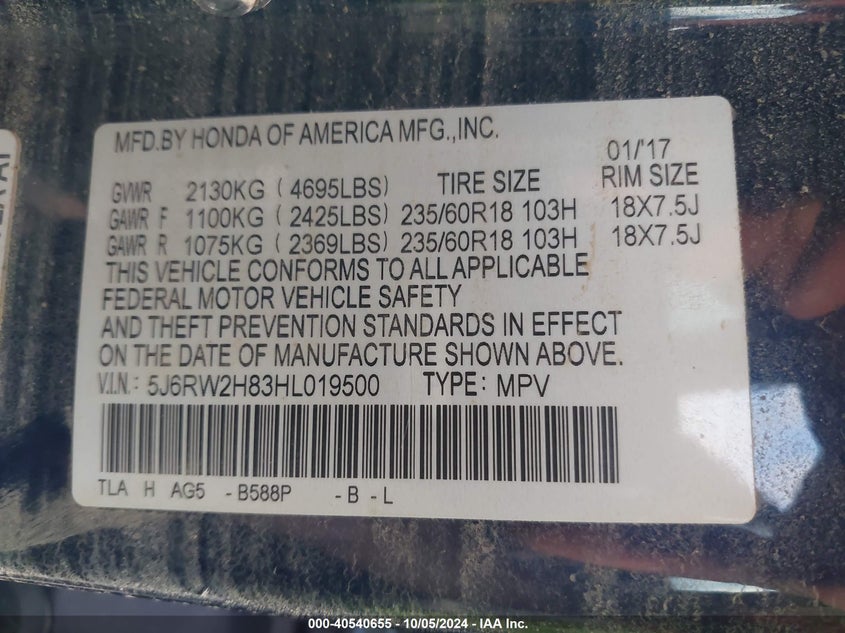 MFD.BY HONDA OF AMERICA MFG.,INC.
01/'17
GVWR 2130KG (4695LBS) TIRE SIZE RIM SIZE
GAWR F 1100KG (2425LBS) 235/60R18 103H 18X7.5J
GAWR R 1075KG (2369LBS) 235/60R18 103H 18X7.5J
THIS VEHICLE CONFORMS TO ALL APPLICABLE
FEDERAL MOTOR VEHICLE SAFETY
AND THEFT PREVENTION STANDARDS IN EFFECT
ON THE DATE OF MANUFACTURE SHOWN ABOVE.
V.I.N.: 5J6RW2H83HL019500 TYPE: MPV
TLA H AG5 -B588P -B -L
000-40540655 - 10/05/2024 - IAA Inc.